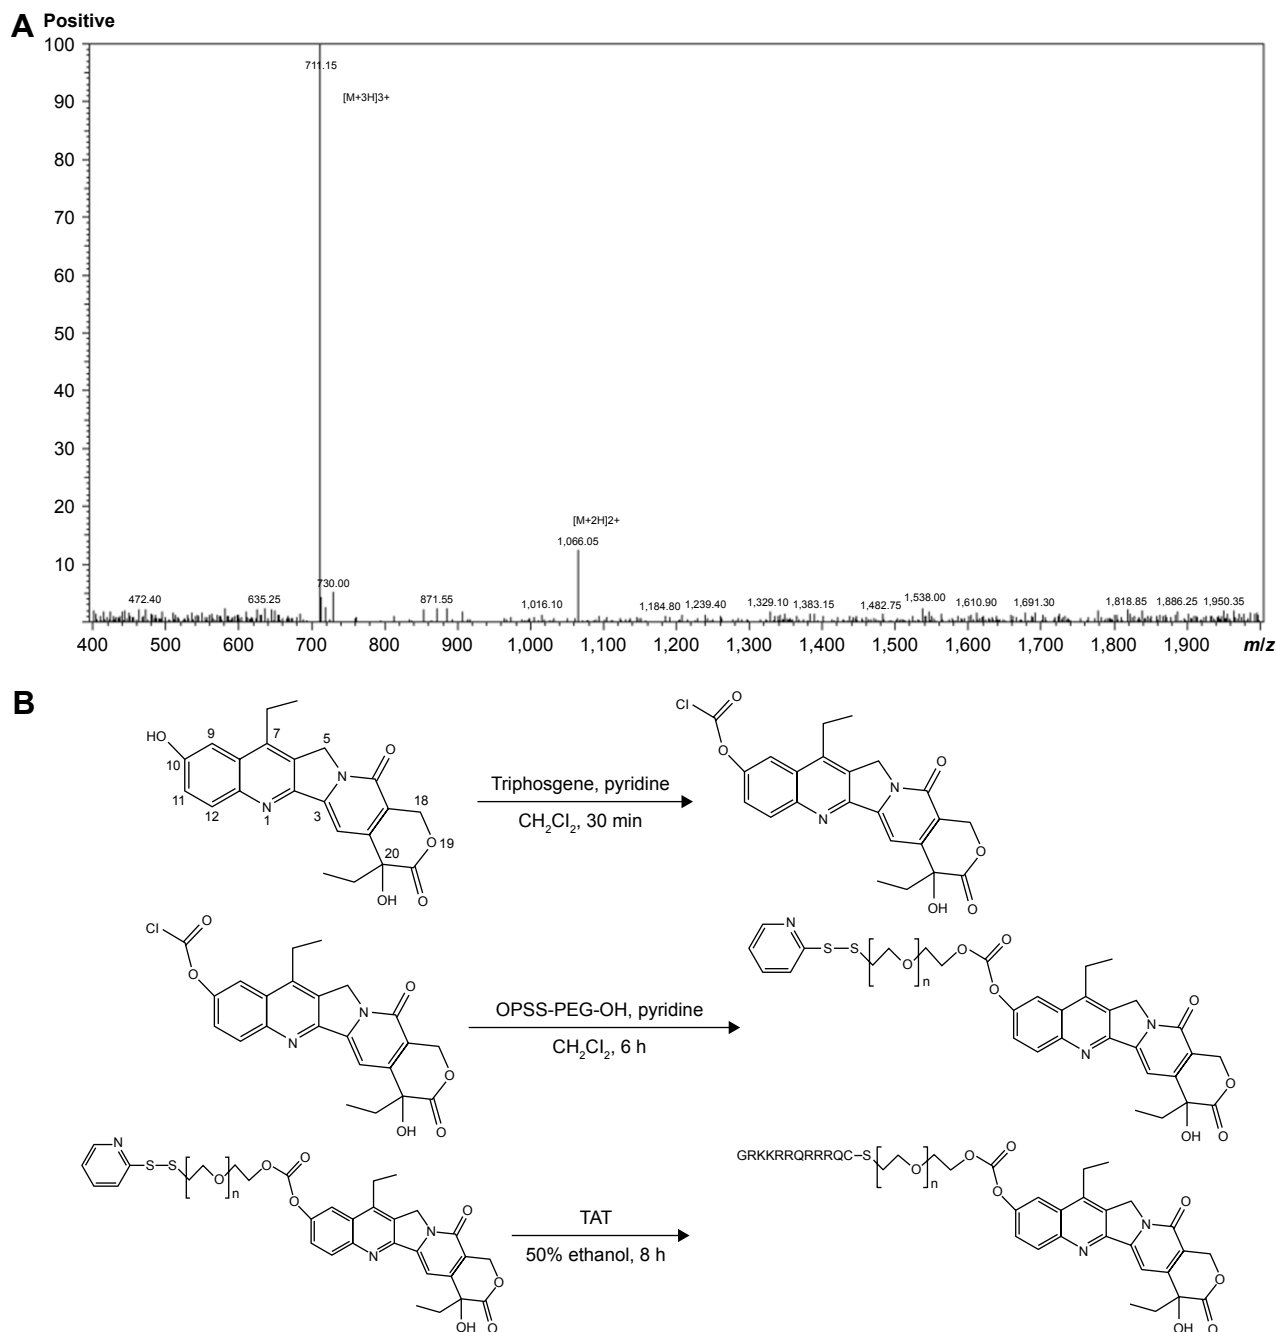 A Positive
100
711.15
[M+3H]3+
90
80
70
60
50
40
30
20
[M+2H]2+
1,066.05
10
472.40 635.25 730.00 871.55 1,016.10 1,184.80 1,239.40 1,329.10 1,383.15 1,482.75 1,538.00 1,610.90 1,691.30 1,818.85 1,886.25 1,950.35
400 500 600 700 800 900 1,000 1,100 1,200 1,300 1,400 1,500 1,600 1,700 1,800 1,900 m/z
B
HO 9 7 5 O
10 N
11 12 N 1 3 18
O 19
20
OH O
Triphosgene, pyridine
CH2Cl2, 30 min
Cl O
O
N O
N
O
OH O
Cl O
O
N O
N
O
OH O
OPSS-PEG-OH, pyridine
CH2Cl2, 6 h
N
S–S O n O O
O
N O
N
O
OH O
N
S–S O n O O
O
N O
N
O
OH O
TAT
50% ethanol, 8 h
GRKKRRQRRRQC–S O n O O
O
N O
N
O
OH O